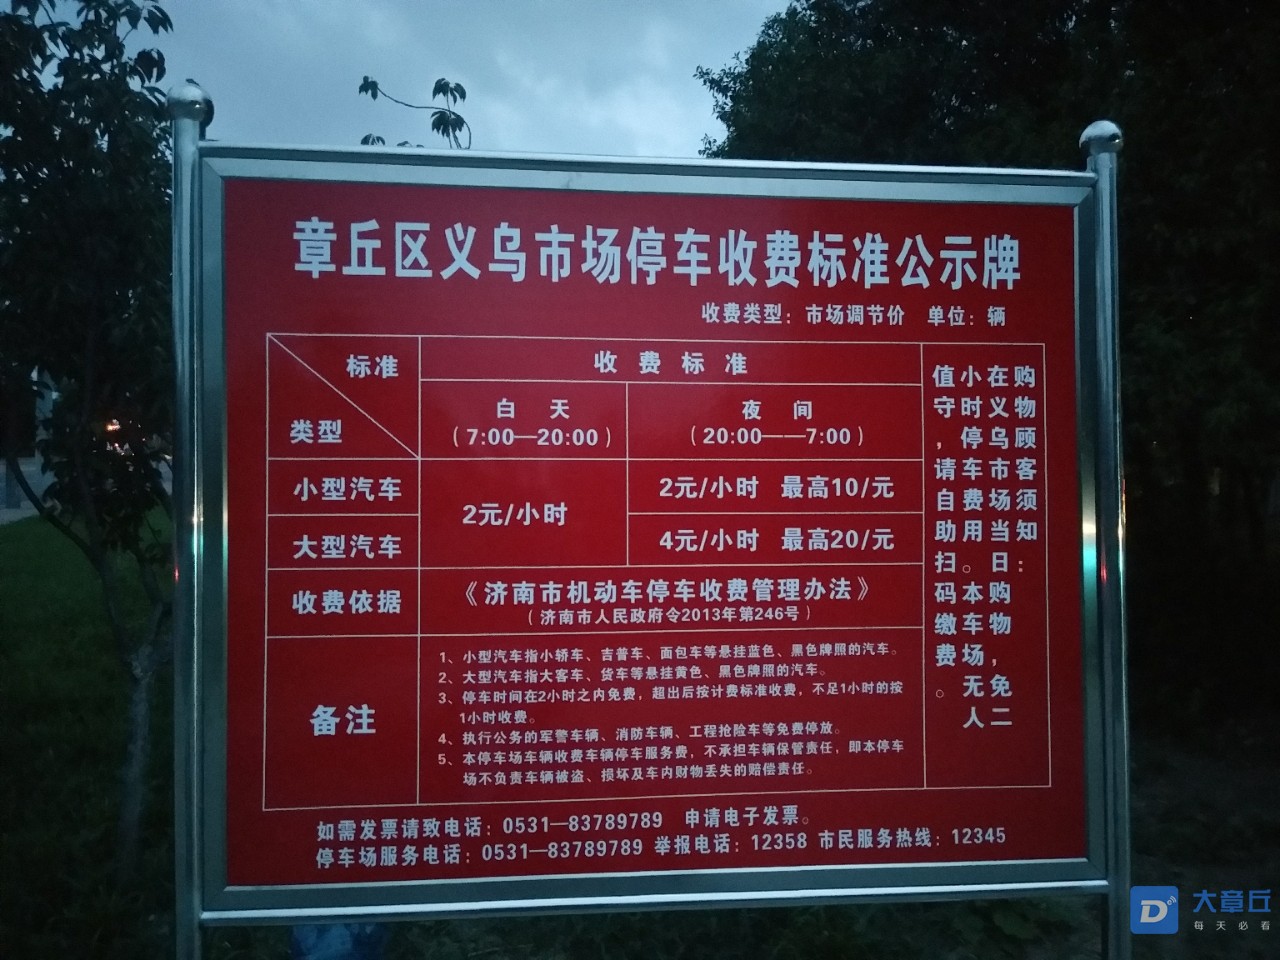 章丘区义乌市场停车收费标准公示牌
收费类型：市场调节价 单位：辆
标准
类型
收费标准
白天
（7:00—20:00）
夜间
（20:00——7:00）
小型汽车
大型汽车
2元/小时
2元/小时 最高10/元
4元/小时 最高20/元
收费依据
《济南市机动车停车收费管理办法》
（济南市人民政府令2013年第246号）
备注
1、小型汽车指小轿车、吉普车、面包车等悬挂蓝色、黑色牌照的汽车。
2、大型汽车指大客车、货车等悬挂黄色、黑色牌照的汽车。
3、停车时间在2小时之内免费，超出后按计费标准收费，不足1小时的按
1小时收费。
4、执行公务的军警车辆、消防车辆、工程抢险车等免费停放。
5、本停车场车辆收费车辆停车服务费，不承担车辆保管责任，即本停车
场不负责车辆被盗、损坏及车内财物丢失的赔偿责任。
购物顾客须知：购物，免二
在义乌市场当日本车场，无人
小时停车费用。
值守，请自助扫码缴费。
如需发票请致电话：0531—83789789 申请电子发票。
停车场服务电话：0531—83789789 举报电话：12358 市民服务热线：12345
大章丘
每天必看